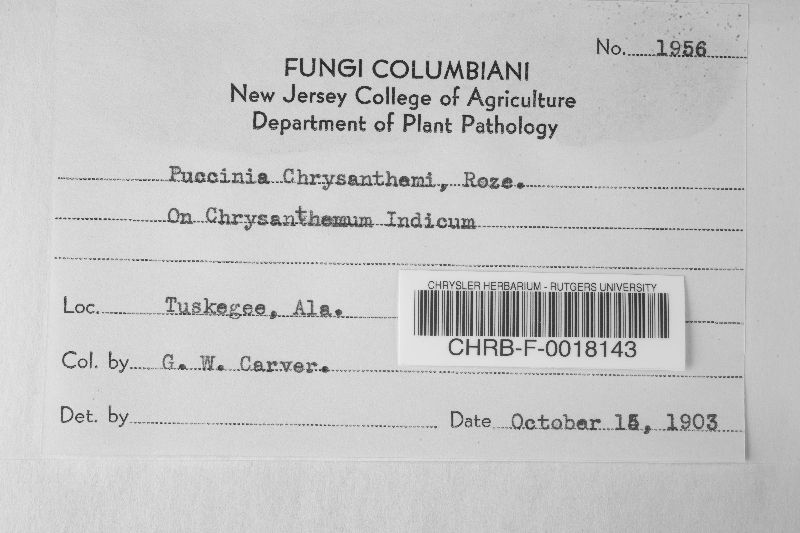 No. 1956
FUNGI COLUMBIANI
New Jersey College of Agriculture
Department of Plant Pathology
Puccinia Chrysanthemi, Roze.
On Chrysanthemum Indicum
CHRYSLER HERBARIUM - RUTGERS UNIVERSITY
CHRB-F-0018143
Loc. Tuskegee, Ala.
Col. by G. W. Carver.
Det. by
Date October 15, 1903